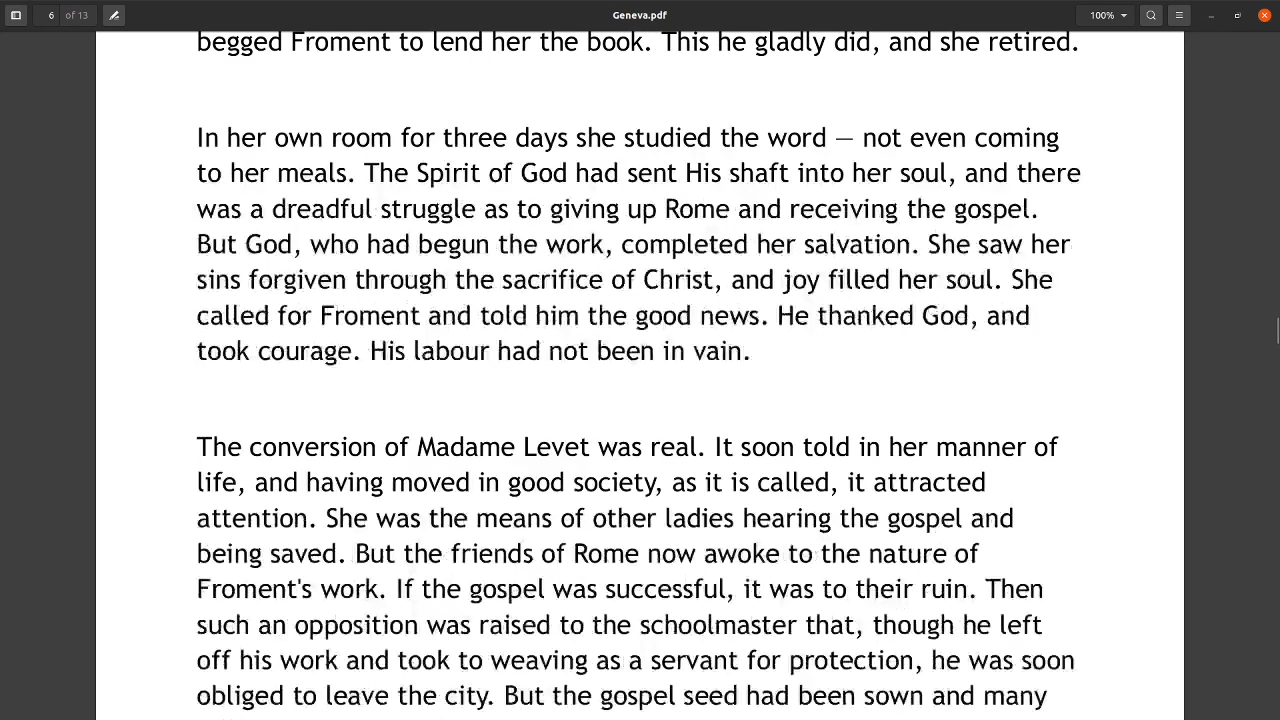 6 of 13
Geneva.pdf
100%
begged Froment to lend her the book. This he gladly did, and she retired.
In her own room for three days she studied the word — not even coming
to her meals. The Spirit of God had sent His shaft into her soul, and there
was a dreadful struggle as to giving up Rome and receiving the gospel.
But God, who had begun the work, completed her salvation. She saw her
sins forgiven through the sacrifice of Christ, and joy filled her soul. She
called for Froment and told him the good news. He thanked God, and
took courage. His labour had not been in vain.
The conversion of Madame Levet was real. It soon told in her manner of
life, and having moved in good society, as it is called, it attracted
attention. She was the means of other ladies hearing the gospel and
being saved. But the friends of Rome now awoke to the nature of
Froment's work. If the gospel was successful, it was to their ruin. Then
such an opposition was raised to the schoolmaster that, though he left
off his work and took to weaving as a servant for protection, he was soon
obliged to leave the city. But the gospel seed had been sown and many